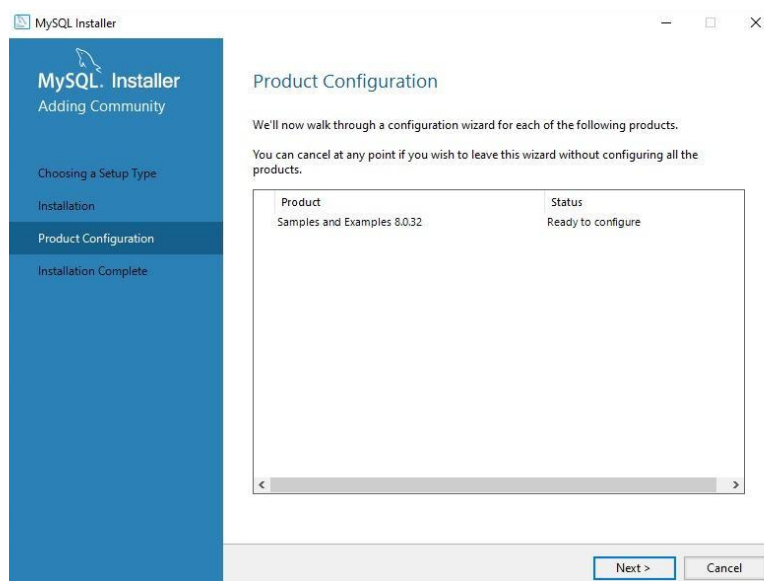 MySQL Installer
MySQL. Installer
Adding Community
Choosing a Setup Type
Installation
Product Configuration
Installation Complete
Product Configuration
We'll now walk through a configuration wizard for each of the following products.
You can cancel at any point if you wish to leave this wizard without configuring all the
products.
Product Status
Samples and Examples 8.0.32 Ready to configure
Next > Cancel